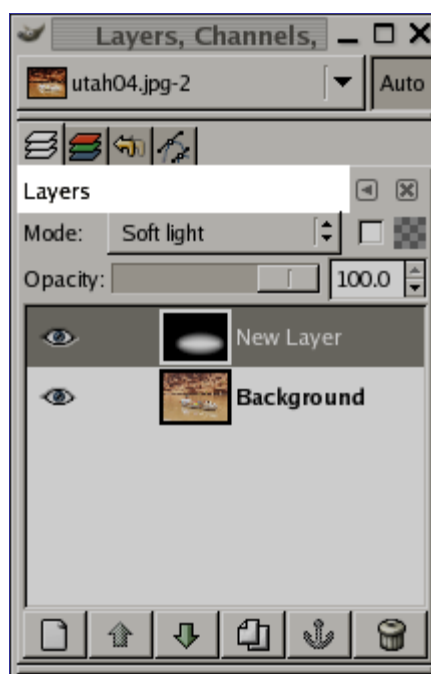 Layers, Channels,
utah04.jpg-2
Auto
Layers
Mode: Soft light
Opacity: 100.0
New Layer
Background